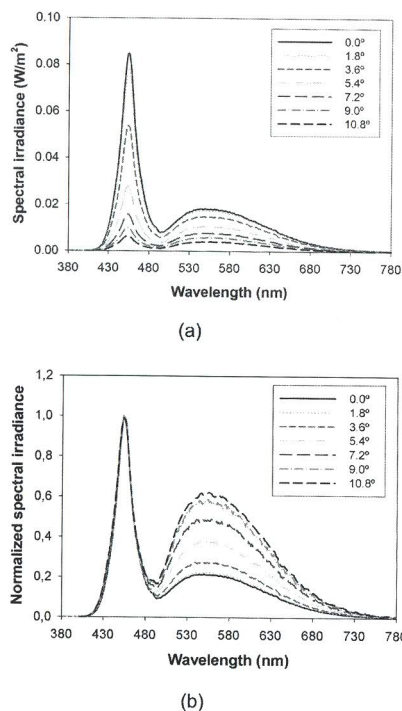 0.10
0.08
0.06
0.04
0.02
0.00
Spectral irradiance (W/m²)
0.0º
1.8º
3.6º
5.4º
7.2º
9.0º
10.8º
380 430 480 530 580 630 680 730 780
Wavelength (nm)
(a)
1,2
1,0
0,8
0,6
0,4
0,2
0,0
Normalized spectral irradiance
0.0º
1.8º
3.6º
5.4º
7.2º
9.0º
10.8º
380 430 480 530 580 630 680 730 780
Wavelength (nm)
(b)